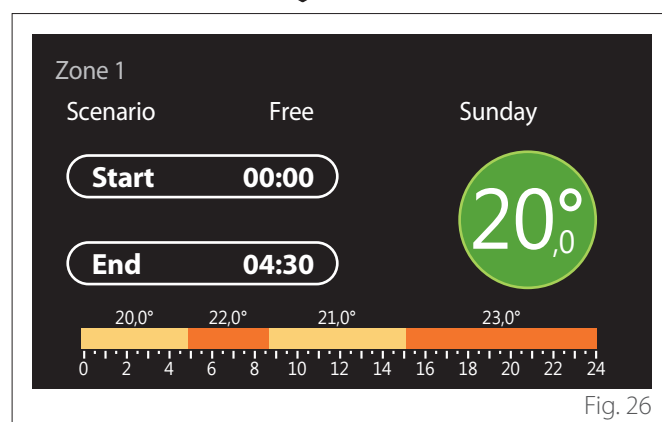 Zone 1
Scenario Free Sunday
Start 00:00
20,0°
End 04:30
20,0° 22,0° 21,0° 23,0°
0 2 4 6 8 10 12 14 16 18 20 22 24
Fig. 26